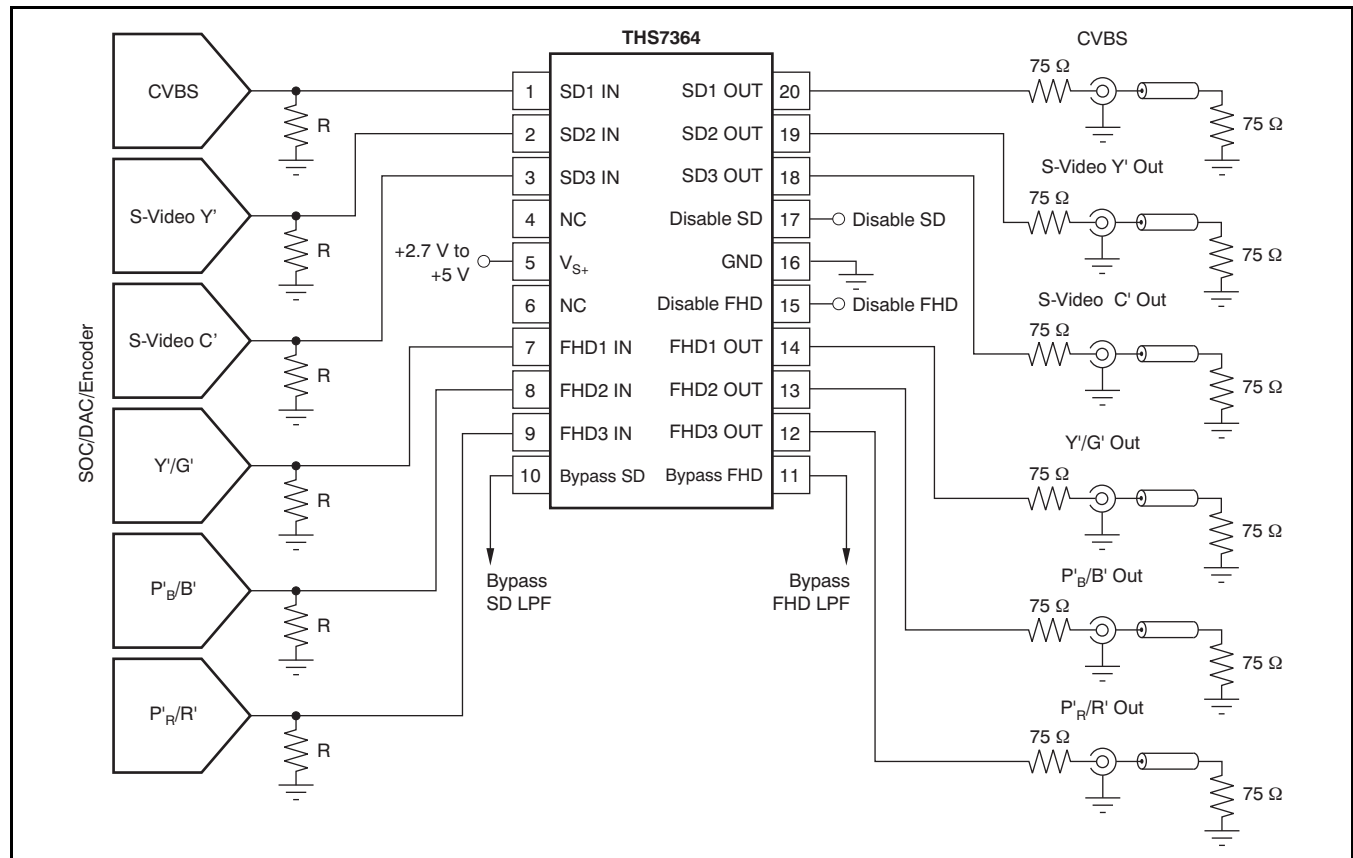 THS7364
CVBS
CVBS
S-Video Y'
S-Video C'
Y'/G'
P'B/B'
P'R/R'
SOC/DAC/Encoder
R
R
R
R
R
R
+2.7 V to
+5 V
1 SD1 IN
2 SD2 IN
3 SD3 IN
4 NC
5 VS+
6 NC
7 FHD1 IN
8 FHD2 IN
9 FHD3 IN
10 Bypass SD
SD1 OUT 20
SD2 OUT 19
SD3 OUT 18
Disable SD 17
GND 16
Disable FHD 15
FHD1 OUT 14
FHD2 OUT 13
FHD3 OUT 12
Bypass FHD 11
Disable SD
Disable FHD
Bypass
SD LPF
Bypass
FHD LPF
75 Ω
75 Ω
S-Video Y' Out
75 Ω
75 Ω
S-Video C' Out
75 Ω
75 Ω
Y'/G' Out
75 Ω
75 Ω
P'B/B' Out
75 Ω
75 Ω
P'R/R' Out
75 Ω
75 Ω